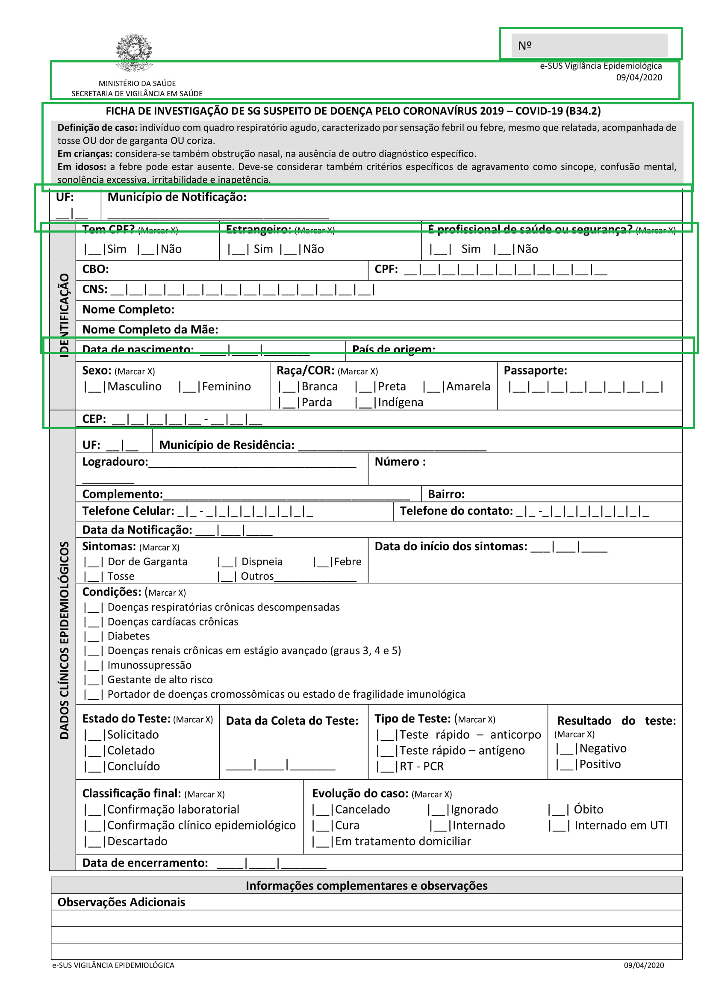 Nº
e-SUS Vigilância Epidemiológica
09/04/2020
MINISTÉRIO DA SAÚDE
SECRETARIA DE VIGILÂNCIA EM SAÚDE
FICHA DE INVESTIGAÇÃO DE SG SUSPEITO DE DOENÇA PELO CORONAVÍRUS 2019 – COVID-19 (B34.2)
Definição de caso: indivíduo com quadro respiratório agudo, caracterizado por sensação febril ou febre, mesmo que relatada, acompanhada de
tosse OU dor de garganta OU coriza.
Em crianças: considera-se também obstrução nasal, na ausência de outro diagnóstico específico.
Em idosos: a febre pode estar ausente. Deve-se considerar também critérios específicos de agravamento como sincope, confusão mental,
sonolência excessiva, irritabilidade e inapetência.
UF: Município de Notificação:
__|__ __________________________________
IDENTIFICAÇÃO
Tem CPF? (Marcar X) Estrangeiro: (Marcar X) É profissional de saúde ou segurança? (Marcar X)
|__|Sim |__|Não |__| Sim |__|Não |__| Sim |__|Não
CBO: CPF: __|__|__|__|__|__|__|__|__|__|__
CNS: __|__|__|__|__|__|__|__|__|__|__|__|__|__|
Nome Completo:
Nome Completo da Mãe:
Data de nascimento: ____|____|_______ País de origem:
Sexo: (Marcar X) Raça/COR: (Marcar X) Passaporte:
|__|Masculino |__|Feminino |__|Branca |__|Preta |__|Amarela |__|__|__|__|__|__|__|__|
|__|Parda |__|Indígena
DADOS CLÍNICOS EPIDEMIOLÓGICOS
CEP: __|__|__|__|__ - __|__|__
UF: __|__ Município de Residência: _____________________________
Logradouro:________________________________ Número :
________
Complemento:______________________________________ Bairro:
Telefone Celular: _|_ - _|_|_|_|_|_|_|_|_ Telefone do contato: _|_ -_|_|_|_|_|_|_|_|_
Data da Notificação: ___|___|____
Sintomas: (Marcar X) Data do início dos sintomas: ___|___|____
|__| Dor de Garganta |__| Dispneia |__|Febre
|__| Tosse |__| Outros______________
Condições: (Marcar X)
|__| Doenças respiratórias crônicas descompensadas
|__| Doenças cardíacas crônicas
|__| Diabetes
|__| Doenças renais crônicas em estágio avançado (graus 3, 4 e 5)
|__| Imunossupressão
|__| Gestante de alto risco
|__| Portador de doenças cromossômicas ou estado de fragilidade imunológica
Estado do Teste: (Marcar X)
|__|Solicitado
|__|Coletado
|__|Concluído
Data da Coleta do Teste:
____|____|_______
Tipo de Teste: (Marcar X)
|__|Teste rápido – anticorpo
|__|Teste rápido – antígeno
|__|RT - PCR
Resultado do teste:
(Marcar X)
|__|Negativo
|__|Positivo
Classificação final: (Marcar X)
|__|Confirmação laboratorial
|__|Confirmação clínico epidemiológico
|__|Descartado
Evolução do caso: (Marcar X)
|__|Cancelado |__|Ignorado |__| Óbito
|__|Cura |__|Internado |__| Internado em UTI
|__|Em tratamento domiciliar
Data de encerramento: ____|____|_______
Informações complementares e observações
Observações Adicionais
e-SUS VIGILÂNCIA EPIDEMIOLÓGICA 09/04/2020